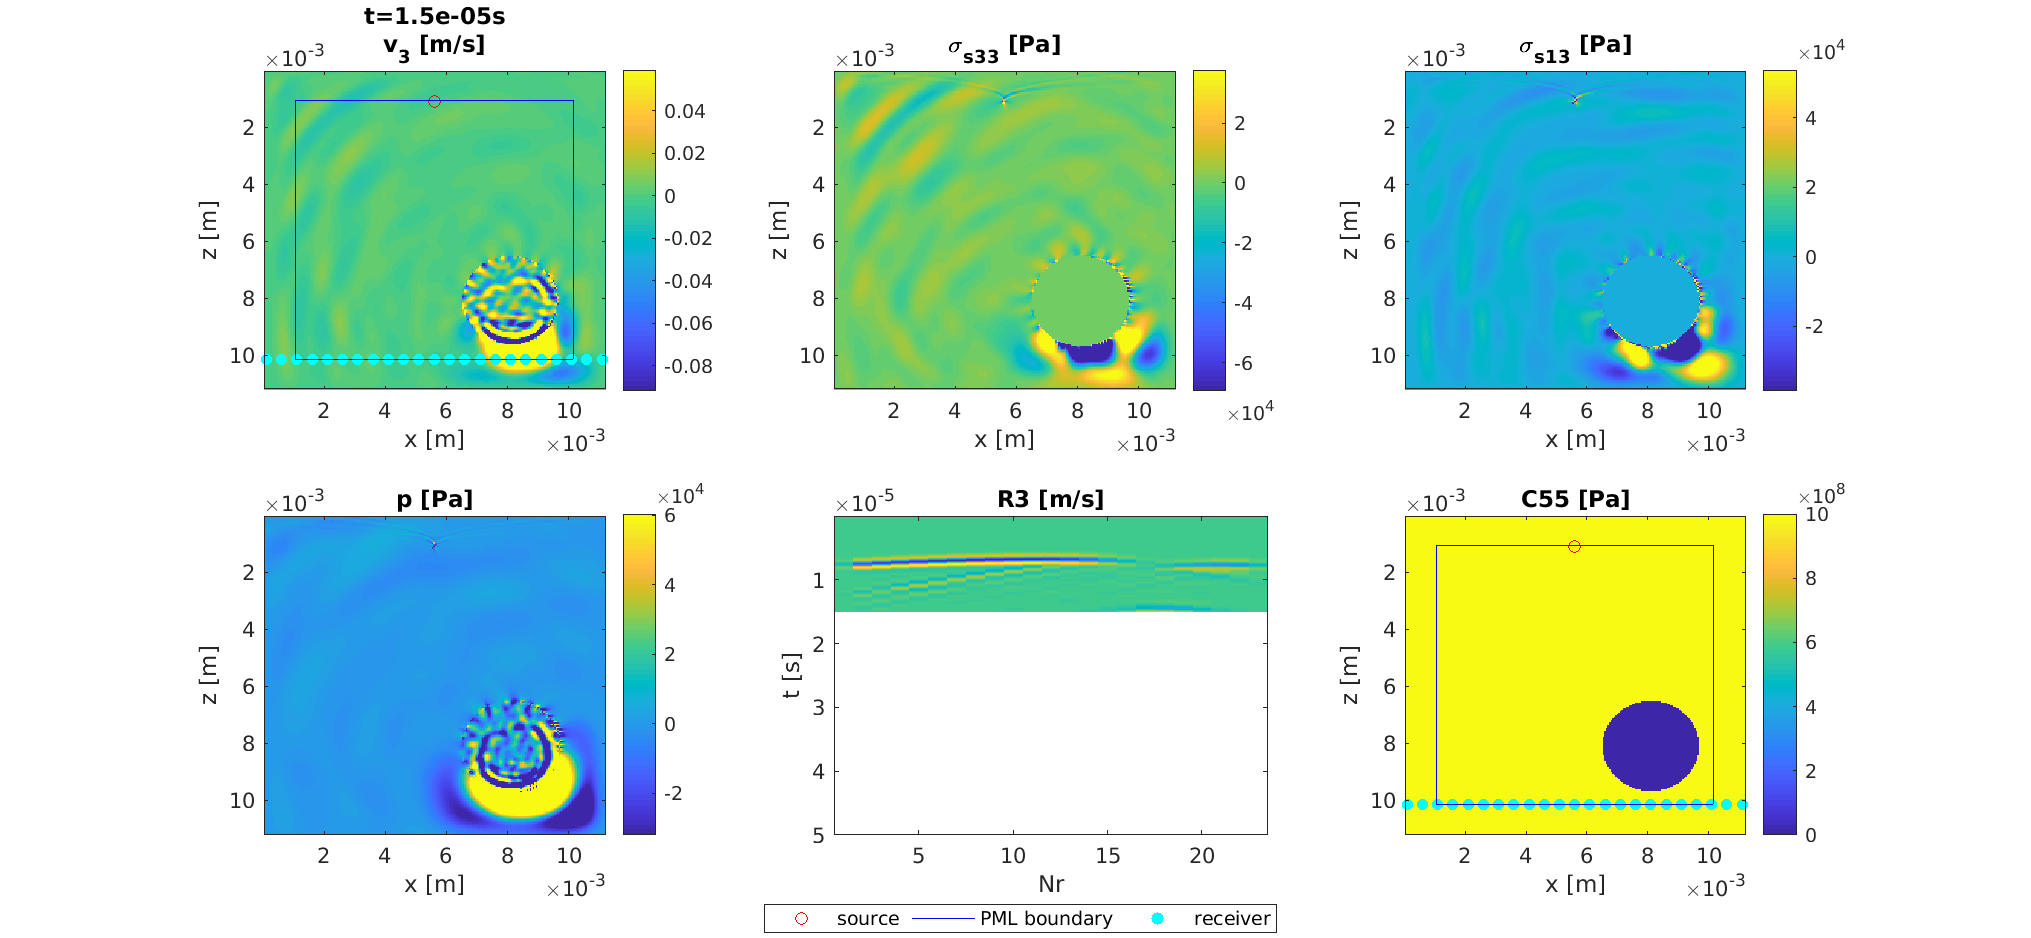 t=1.5e-05s
v3 [m/s]
×10-3
0.04
0.02
0
-0.02
-0.04
-0.06
-0.08
2
4
6
8
10
z [m]
2 4 6 8 10
x [m]
×10-3
σs33 [Pa]
×10-3
2
0
-2
-4
-6
×104
2
4
6
8
10
z [m]
2 4 6 8 10
x [m]
×10-3
σs13 [Pa]
×10-3
×104
4
2
0
-2
2
4
6
8
10
z [m]
2 4 6 8 10
x [m]
×10-3
p [Pa]
×10-3
×104
6
4
2
0
-2
2
4
6
8
10
z [m]
2 4 6 8 10
x [m]
×10-3
R3 [m/s]
×10-5
1
2
3
4
5
t [s]
5 10 15 20
Nr
C55 [Pa]
×10-3
×108
10
8
6
4
2
0
2
4
6
8
10
z [m]
2 4 6 8 10
x [m]
×10-3
source PML boundary receiver